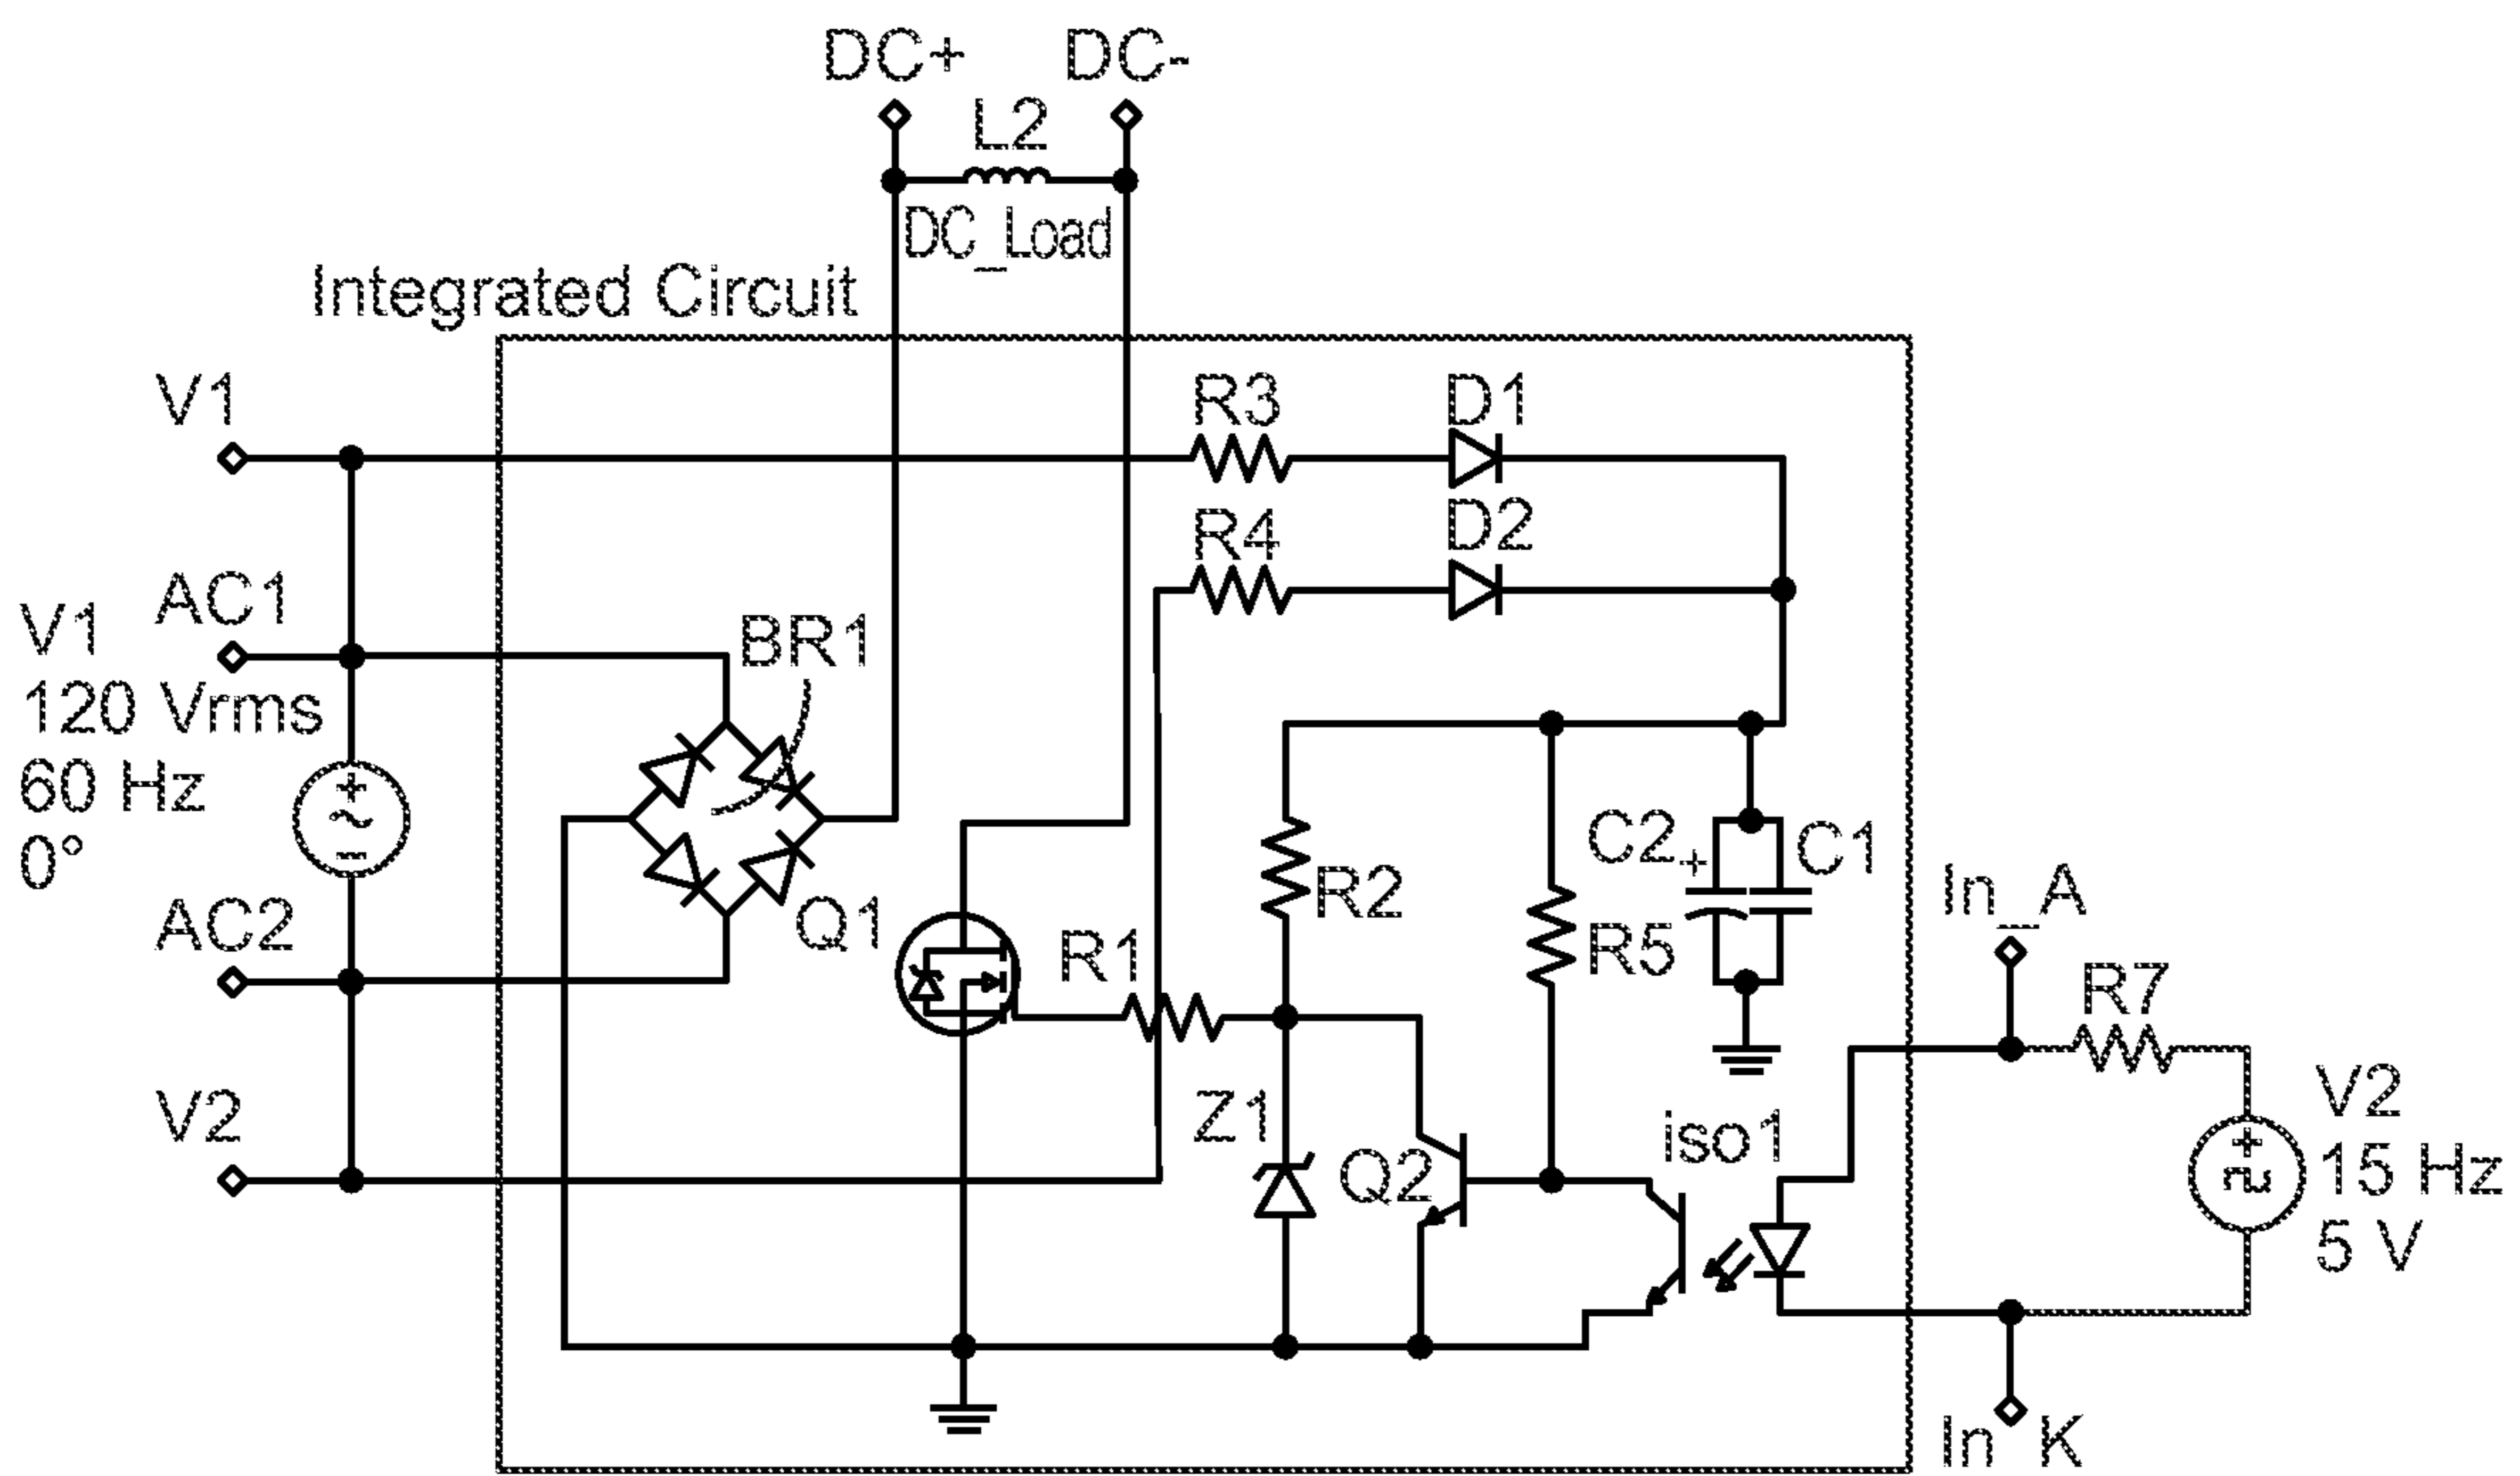 DC+ DC-
L2
DC_Load
Integrated Circuit
V1
R3 D1
R4 D2
AC1
BR1
V1
120 Vrms
60 Hz
0°
AC2
Q1
R1
R2
R5
C2 + C1
In_A
R7
V2
15 Hz
5 V
V2
Z1
Q2
iso1
In K